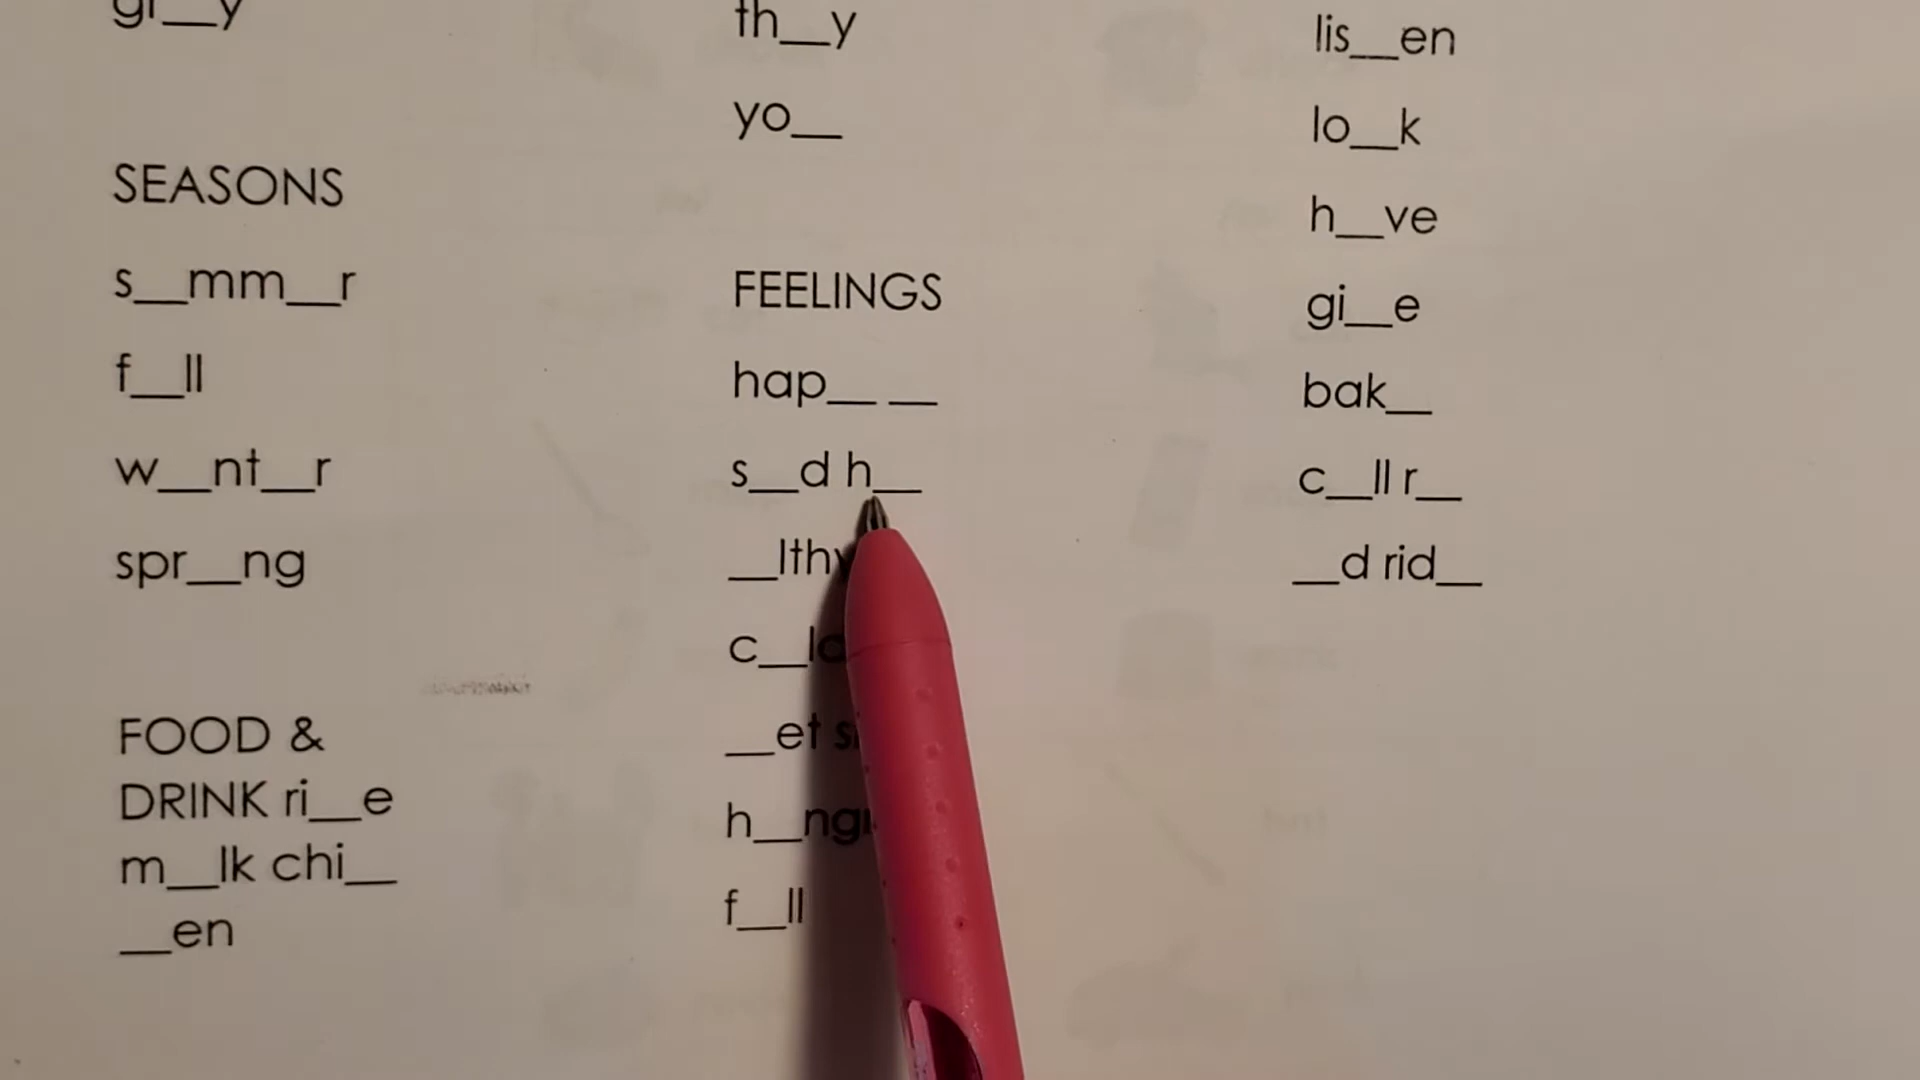 gr__y
SEASONS
s__mm__r
f__ll
w__nt__r
spr__ng
FOOD &
DRINK ri__e
m__lk chi__
__en
th__y
yo__
FEELINGS
hap__ __
s__d h__
__lthy
c__l
__et s
h__ng
f__ll
lis__en
lo__k
h__ve
gi__e
bak__
c__ll r__
__d rid__